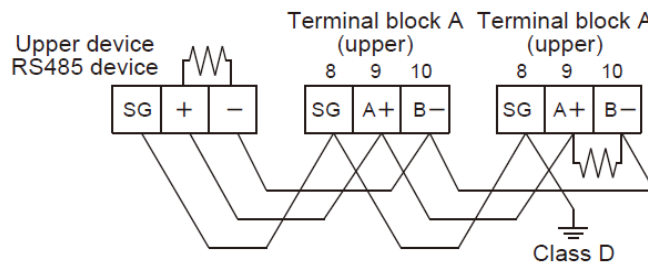 Upper device
RS485 device
Terminal block A
(upper)
8 9 10
Terminal block A
(upper)
8 9 10
SG + −
SG A+ B−
SG A+ B−
Class D